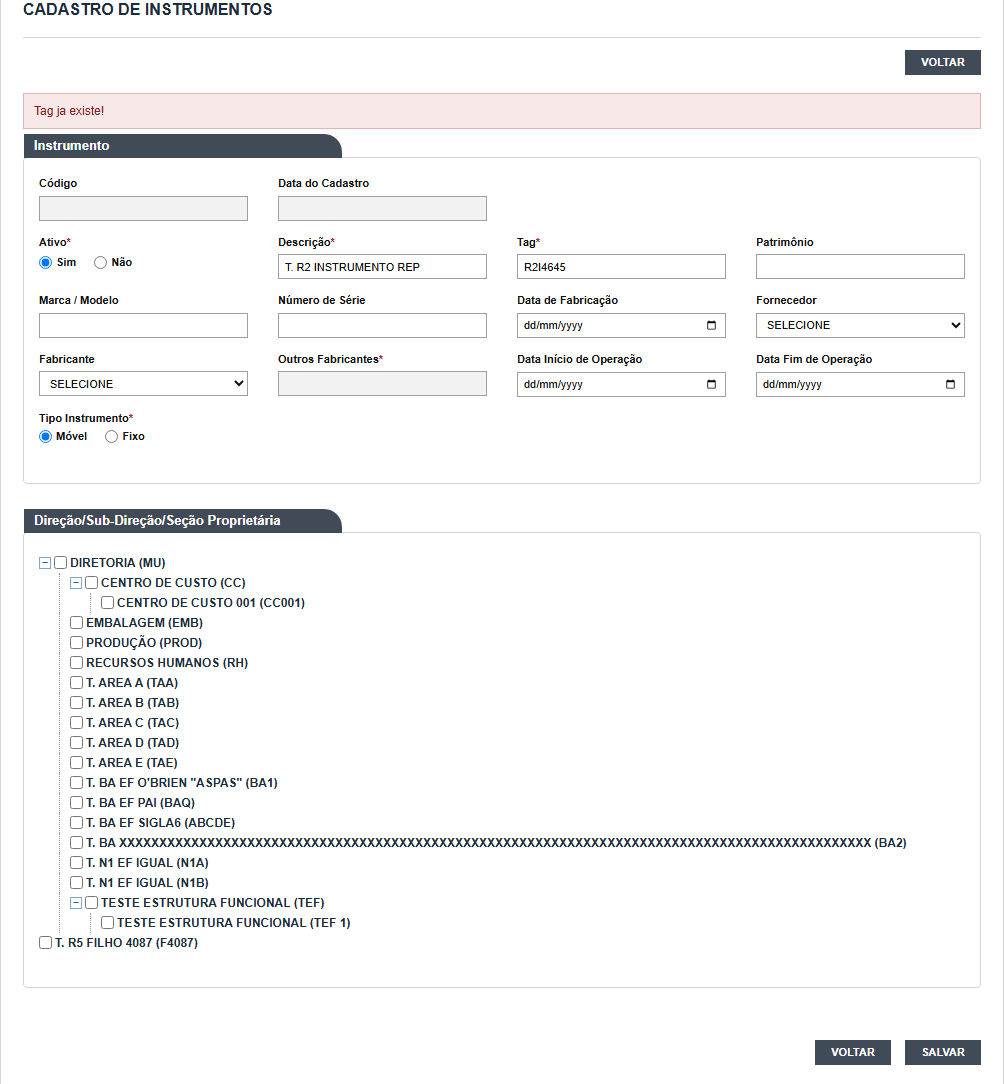 CADASTRO DE INSTRUMENTOS
VOLTAR
Tag ja existe!
Instrumento
Código Data do Cadastro
Ativo* Descrição* Tag* Patrimônio
Sim Não T. R2 INSTRUMENTO REP R2I4645
Marca / Modelo Número de Série Data de Fabricação Fornecedor
dd/mm/yyyy SELECIONE
Fabricante Outros Fabricantes* Data Início de Operação Data Fim de Operação
SELECIONE dd/mm/yyyy dd/mm/yyyy
Tipo Instrumento*
Móvel Fixo
Direção/Sub-Direção/Seção Proprietária
DIRETORIA (MU)
CENTRO DE CUSTO (CC)
CENTRO DE CUSTO 001 (CC001)
EMBALAGEM (EMB)
PRODUÇÃO (PROD)
RECURSOS HUMANOS (RH)
T. AREA A (TAA)
T. AREA B (TAB)
T. AREA C (TAC)
T. AREA D (TAD)
T. AREA E (TAE)
T. BA EF O'BRIEN "ASPAS" (BA1)
T. BA EF PAI (BAQ)
T. BA EF SIGLA6 (ABCDE)
T. BA XXXXXXXXXXXXXXXXXXXXXXXXXXXXXXXXXXXXXXXXXXXXXXXXXXXXXXXXXXXXXXXXXXXXXXXXXXXXXXXXXXXXXXXXXXXXXX (BA2)
T. N1 EF IGUAL (N1A)
T. N1 EF IGUAL (N1B)
TESTE ESTRUTURA FUNCIONAL (TEF)
TESTE ESTRUTURA FUNCIONAL (TEF 1)
T. R5 FILHO 4087 (F4087)
VOLTAR SALVAR